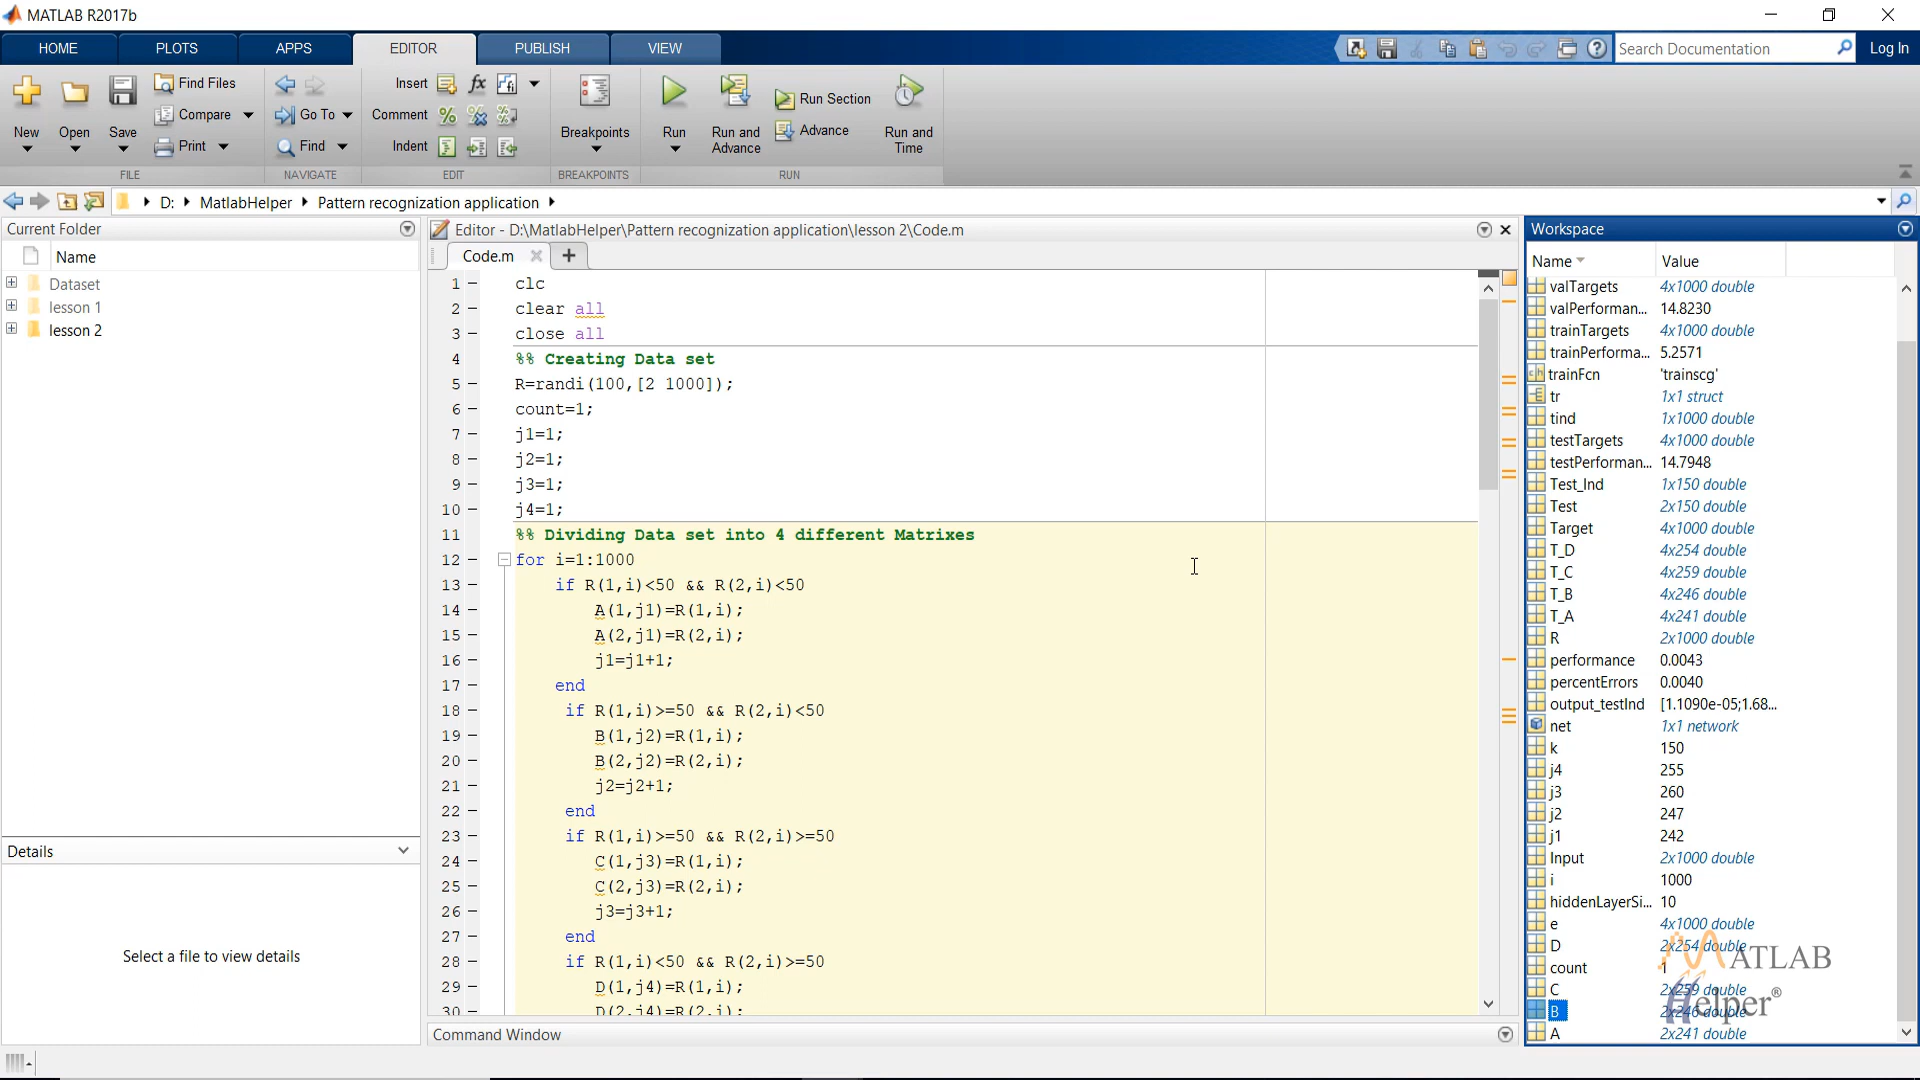 MATLAB R2017b
HOME
PLOTS
APPS
EDITOR
PUBLISH
VIEW
Search Documentation
Log In
New
Open
Save
Find Files
Compare
Print
FILE
Go To
Find
NAVIGATE
Insert
Comment
Indent
EDIT
Breakpoints
BREAKPOINTS
Run
Run and Advance
Run Section
Advance
Run and Time
RUN
D:
MatlabHelper
Pattern recognization application
Current Folder
Name
Dataset
lesson 1
lesson 2
Details
Select a file to view details
Editor - D:\MatlabHelper\Pattern recognization application\lesson 2\Code.m
Code.m
1 – clc
2 – clear all
3 – close all
4 %% Creating Data set
5 – R=randi(100,[2 1000]);
6 – count=1;
7 – j1=1;
8 – j2=1;
9 – j3=1;
10 – j4=1;
11 %% Dividing Data set into 4 different Matrixes
12 – for i=1:1000
13 – if R(1,i)<50 && R(2,i)<50
14 – A(1,j1)=R(1,i);
15 – A(2,j1)=R(2,i);
16 – j1=j1+1;
17 – end
18 – if R(1,i)>=50 && R(2,i)<50
19 – B(1,j2)=R(1,i);
20 – B(2,j2)=R(2,i);
21 – j2=j2+1;
22 – end
23 – if R(1,i)>=50 && R(2,i)>=50
24 – C(1,j3)=R(1,i);
25 – C(2,j3)=R(2,i);
26 – j3=j3+1;
27 – end
28 – if R(1,i)<50 && R(2,i)>=50
29 – D(1,j4)=R(1,i);
30 – D(2,j4)=R(2,i);
Command Window
Workspace
Name Value
valTargets 4x1000 double
valPerforman... 14.8230
trainTargets 4x1000 double
trainPerforma... 5.2571
trainFcn 'trainscg'
tr 1x1 struct
tind 1x1000 double
testTargets 4x1000 double
testPerforman... 14.7948
Test_Ind 1x150 double
Test 2x150 double
Target 4x1000 double
T_D 4x254 double
T_C 4x259 double
T_B 4x246 double
T_A 4x241 double
R 2x1000 double
performance 0.0043
percentErrors 0.0040
output_testInd [1.1090e-05;1.68...
net 1x1 network
k 150
j4 255
j3 260
j2 247
j1 242
Input 2x1000 double
i 1000
hiddenLayerSi... 10
e 4x1000 double
D 2x254 double
count 1
C 2x259 double
B 2x246 double
A 2x241 double
MATLAB
Helper®